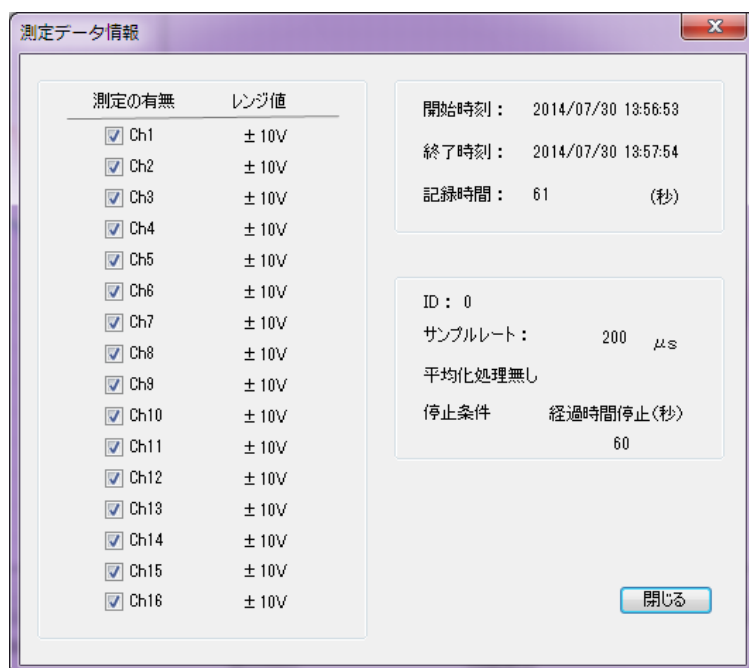 測定データ情報
測定の有無 レンジ値
Ch1 ± 10V
Ch2 ± 10V
Ch3 ± 10V
Ch4 ± 10V
Ch5 ± 10V
Ch6 ± 10V
Ch7 ± 10V
Ch8 ± 10V
Ch9 ± 10V
Ch10 ± 10V
Ch11 ± 10V
Ch12 ± 10V
Ch13 ± 10V
Ch14 ± 10V
Ch15 ± 10V
Ch16 ± 10V
開始時刻： 2014/07/30 13:56:53
終了時刻： 2014/07/30 13:57:54
記録時間： 61 (秒)
ID： 0
サンプルレート： 200 μs
平均化処理無し
停止条件 経過時間停止(秒)
60
閉じる